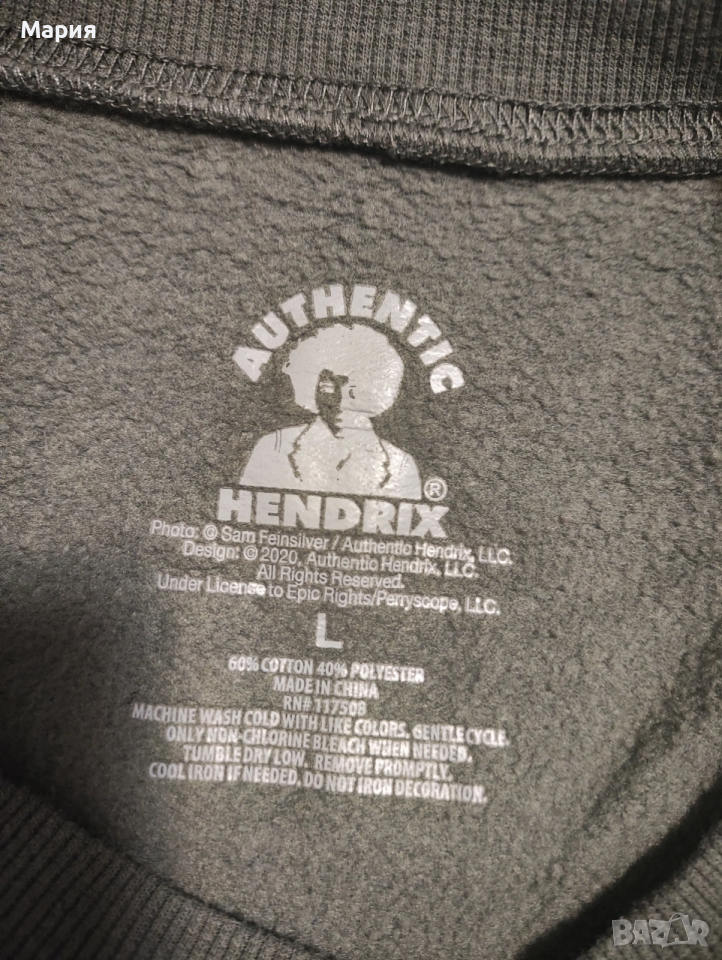 Мария
AUTHENTIC
HENDRIX®
Photo: © Sam Feinsilver / Authentic Hendrix, LLC.
Design: © 2020, Authentic Hendrix, LLC.
All Rights Reserved.
Under License to Epic Rights/Perryscope, LLC.
L
60% COTTON 40% POLYESTER
MADE IN CHINA
RN# 117508
MACHINE WASH COLD WITH LIKE COLORS, GENTLE CYCLE.
ONLY NON-CHLORINE BLEACH WHEN NEEDED.
TUMBLE DRY LOW. REMOVE PROMPTLY.
COOL IRON IF NEEDED. DO NOT IRON DECORATION.
BAZAR